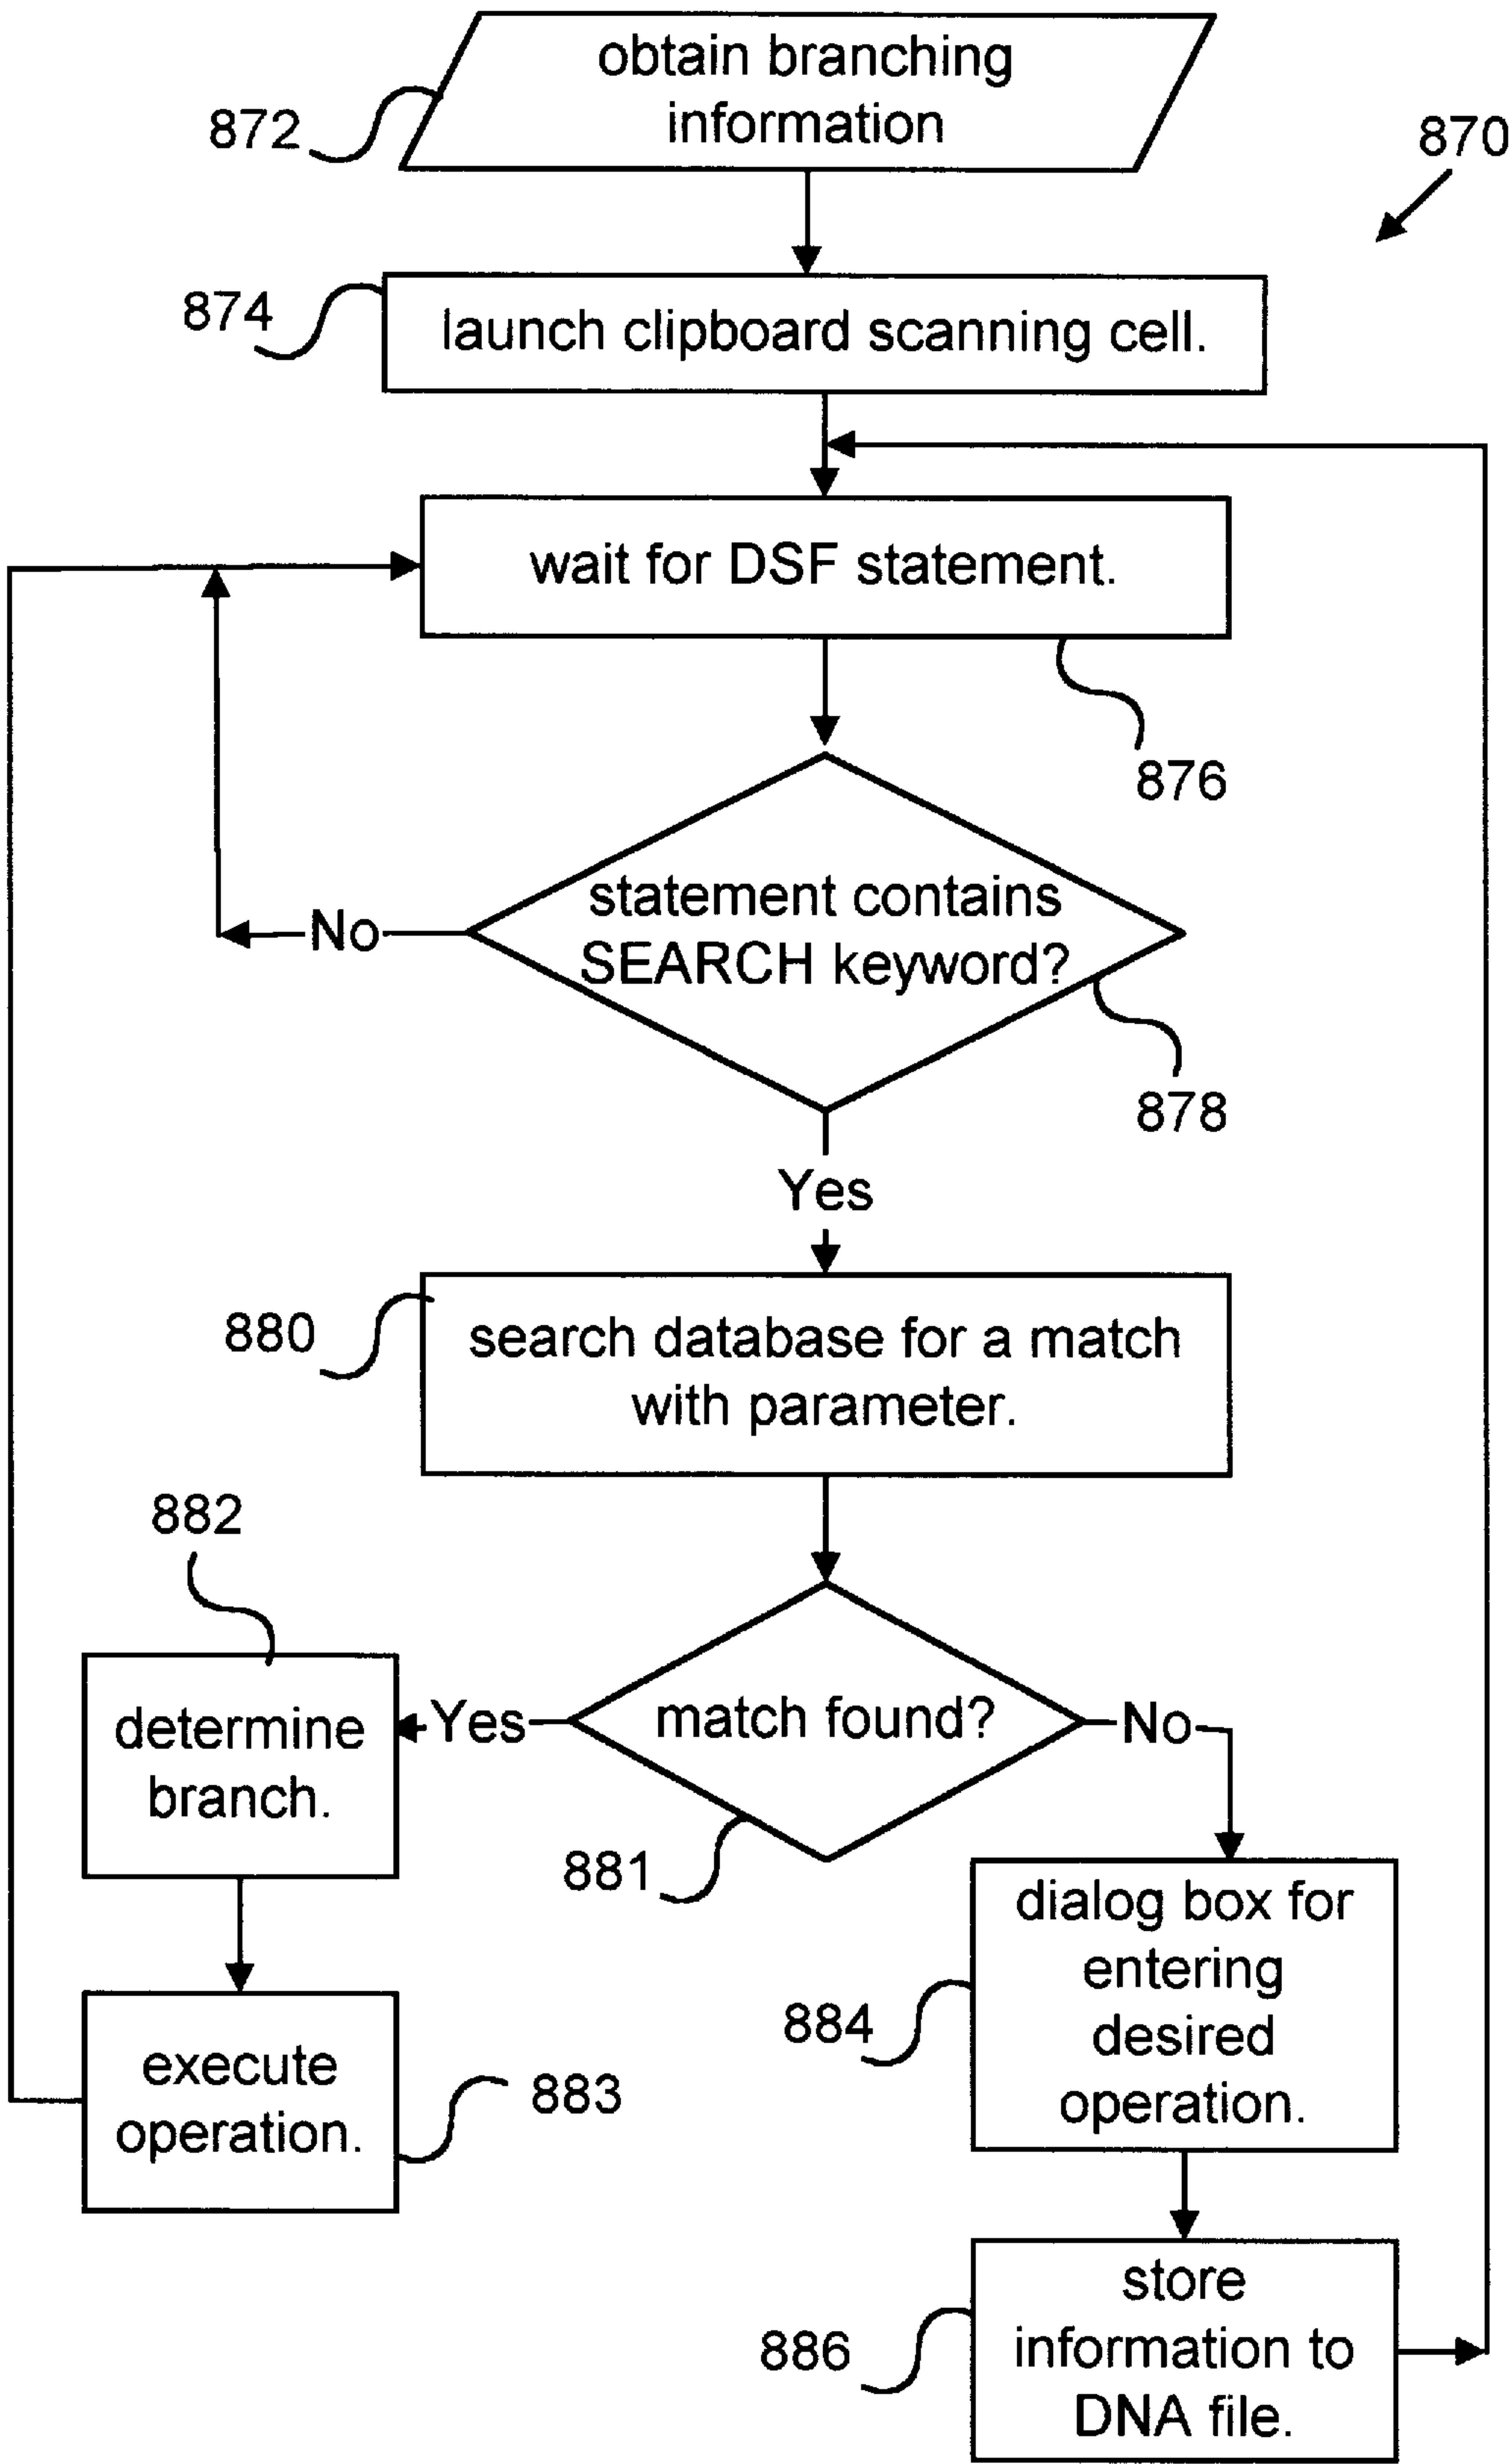 obtain branching
information
872
870
874
launch clipboard scanning cell.
wait for DSF statement.
876
statement contains
SEARCH keyword?
No
878
Yes
880
search database for a match
with parameter.
882
determine
branch.
Yes
match found?
No
881
dialog box for
entering
desired
operation.
884
execute
operation.
883
store
information to
DNA file.
886